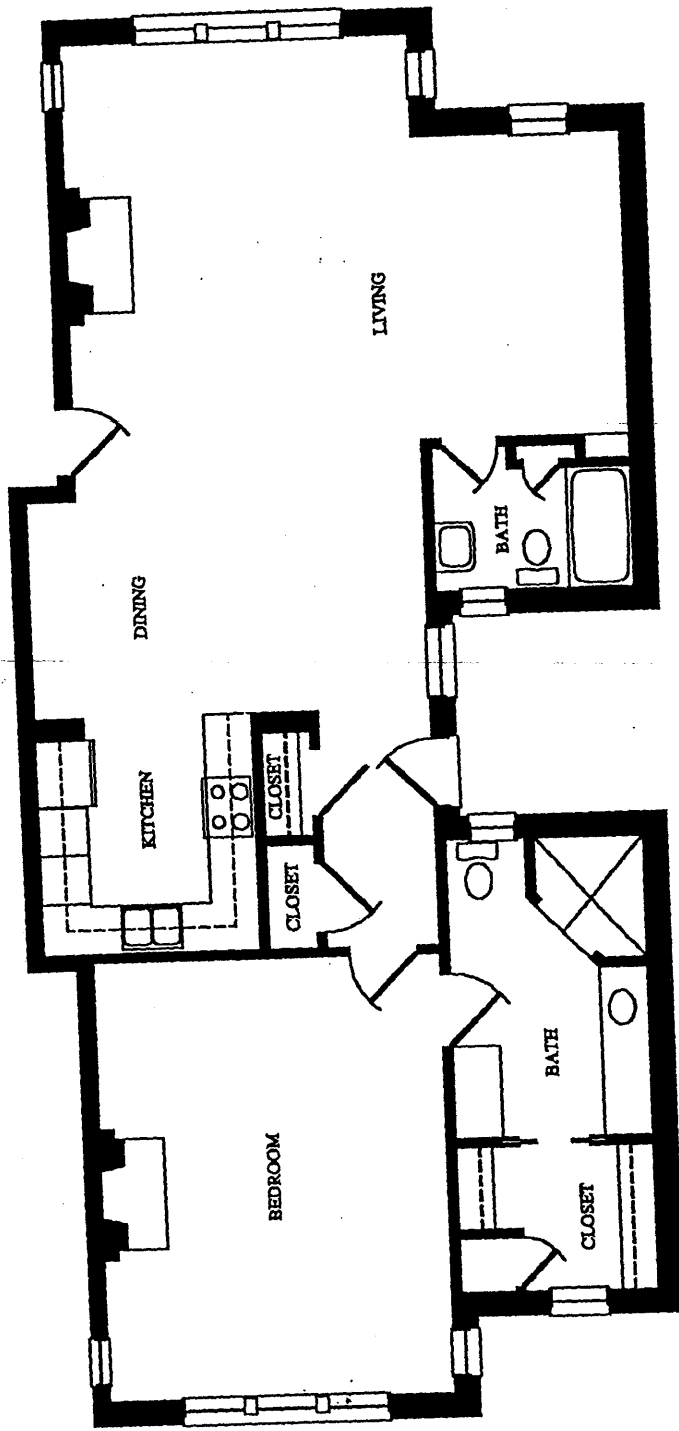 LIVING
BATH
DINING
KITCHEN
CLOSET
CLOSET
BEDROOM
BATH
CLOSET